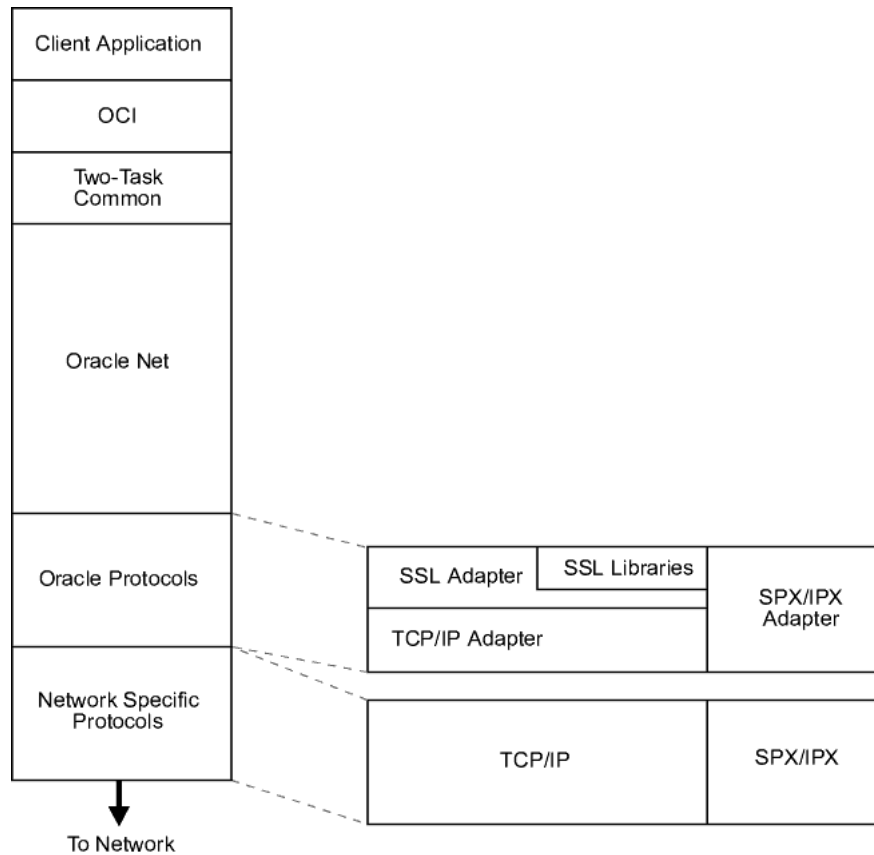 Client Application
OCI
Two-Task
Common
Oracle Net
Oracle Protocols
SSL Adapter
SSL Libraries
SPX/IPX
Adapter
TCP/IP Adapter
Network Specific
Protocols
TCP/IP
SPX/IPX
To Network